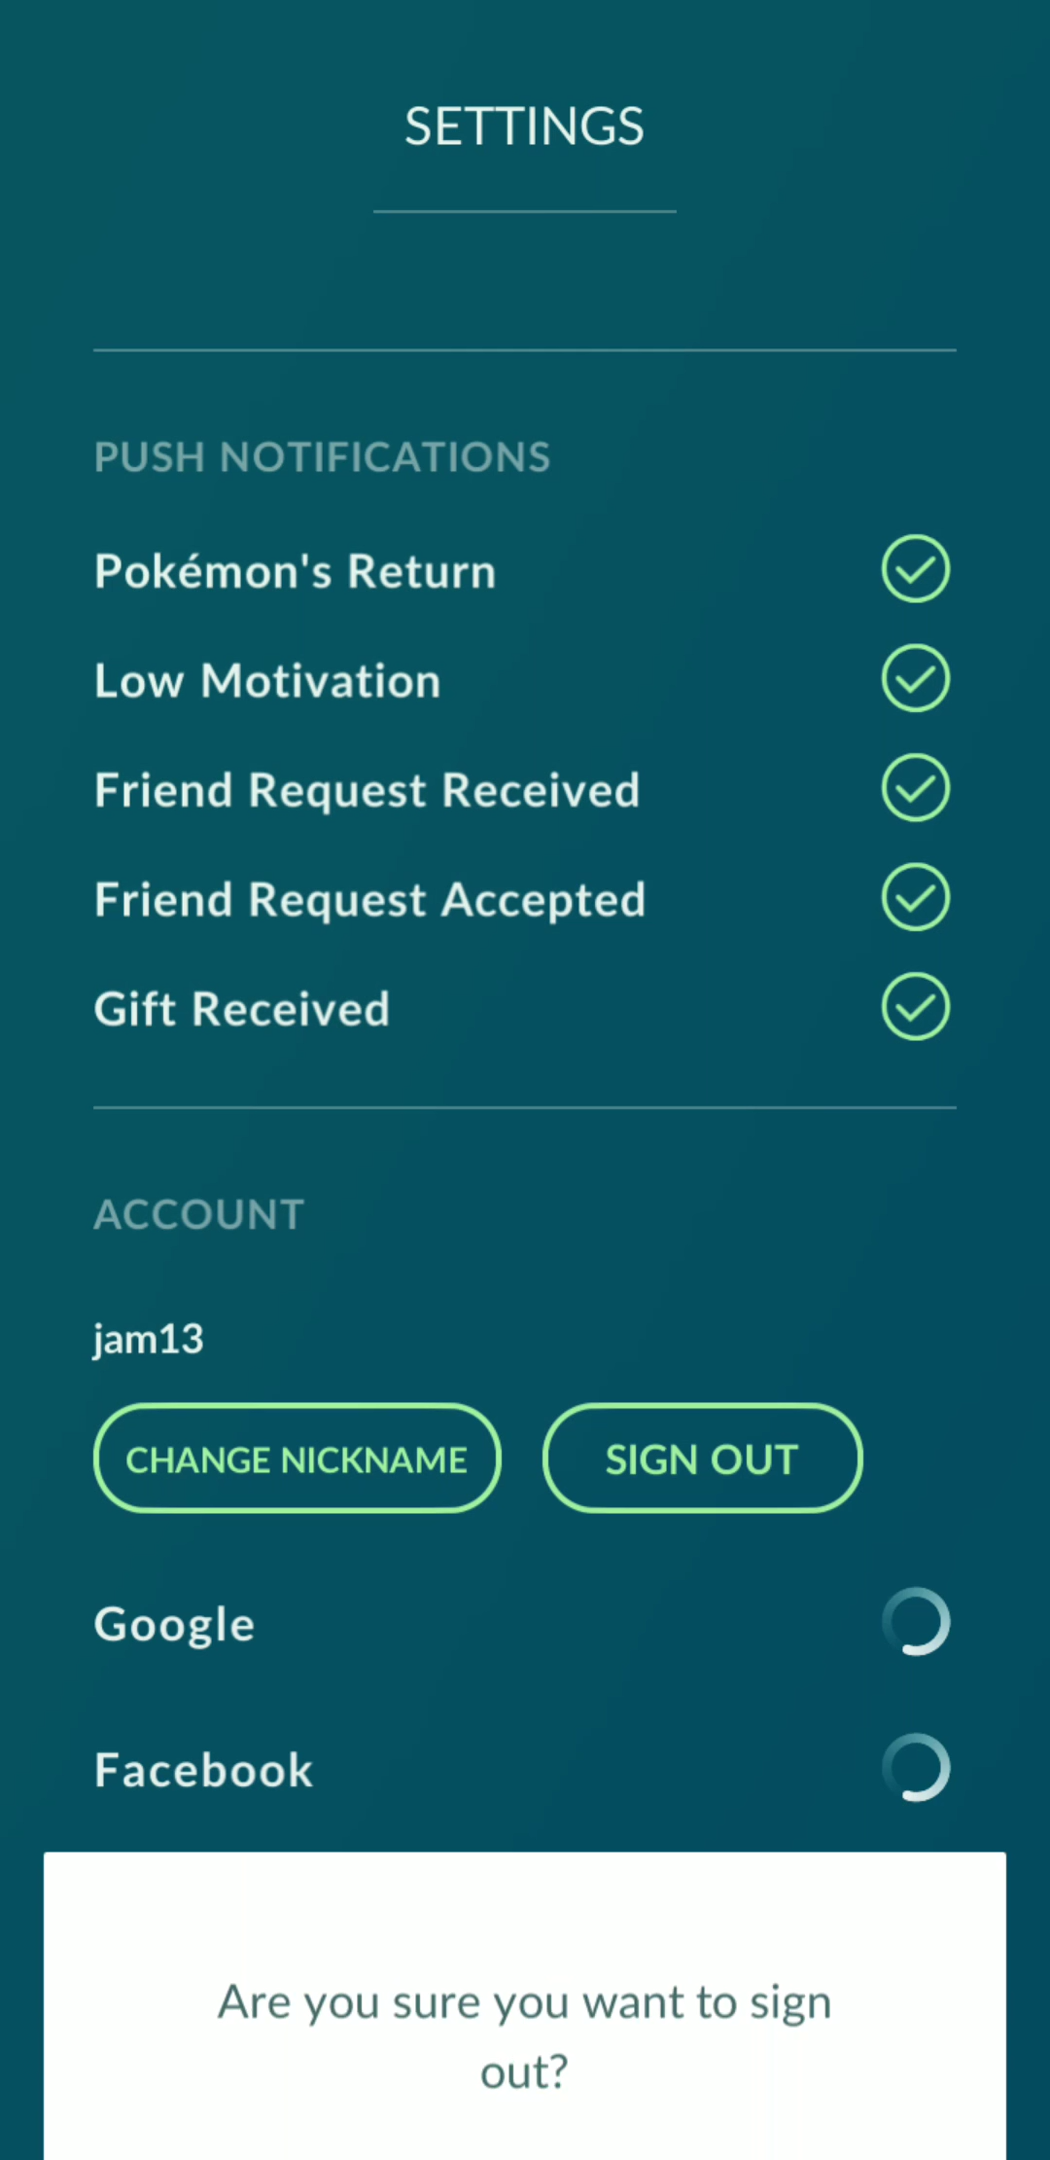 SETTINGS
PUSH NOTIFICATIONS
Pokémon's Return
Low Motivation
Friend Request Received
Friend Request Accepted
Gift Received
ACCOUNT
jam13
CHANGE NICKNAME
SIGN OUT
Google
Facebook
Are you sure you want to sign
out?